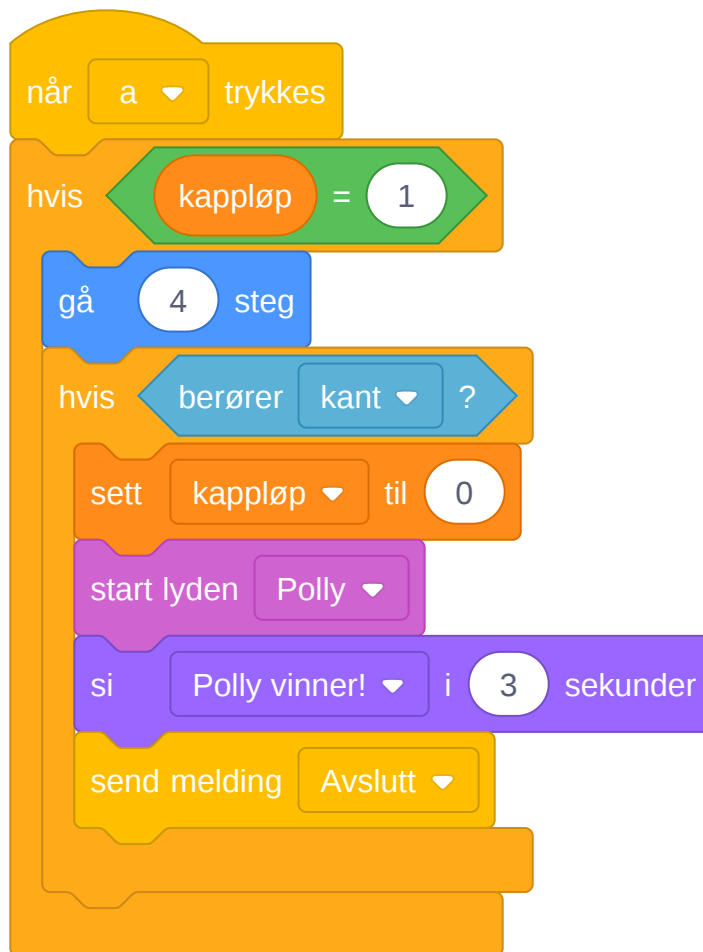 når a trykkes
hvis kappløp = 1
gå 4 steg
hvis berører kant ?
sett kappløp til 0
start lyden Polly
si Polly vinner! i 3 sekunder
send melding Avslutt